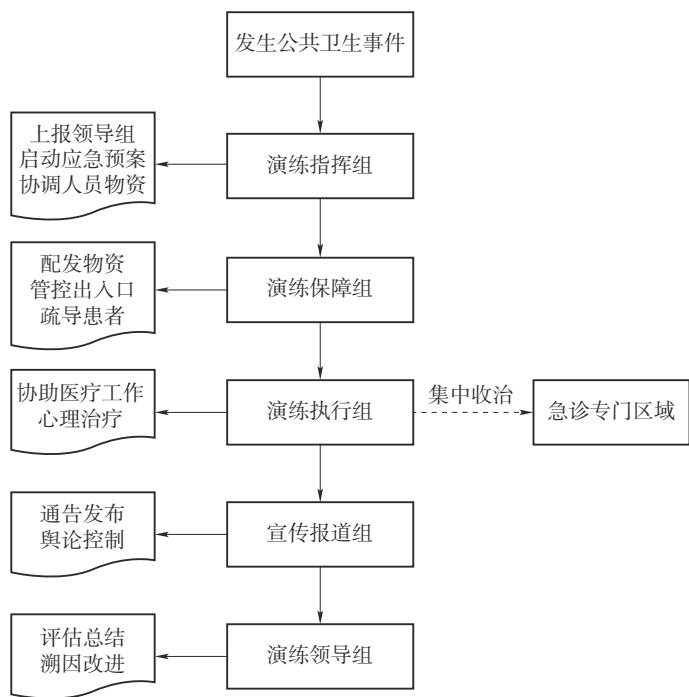 发生公共卫生事件
上报领导组
启动应急预案
协调人员物资
演练指挥组
配发物资
管控出入口
疏导患者
演练保障组
协助医疗工作
心理治疗
演练执行组
集中收治
急诊专门区域
通告发布
舆论控制
宣传报道组
评估总结
溯因改进
演练领导组